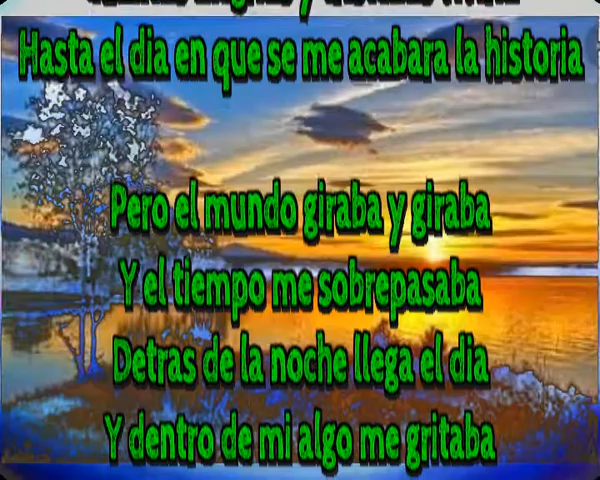 Hasta el dia en que se me acabara la historia
Pero el mundo giraba y giraba
Y el tiempo me sobrepasaba
Detras de la noche llega el dia
Y dentro de mi algo me gritaba